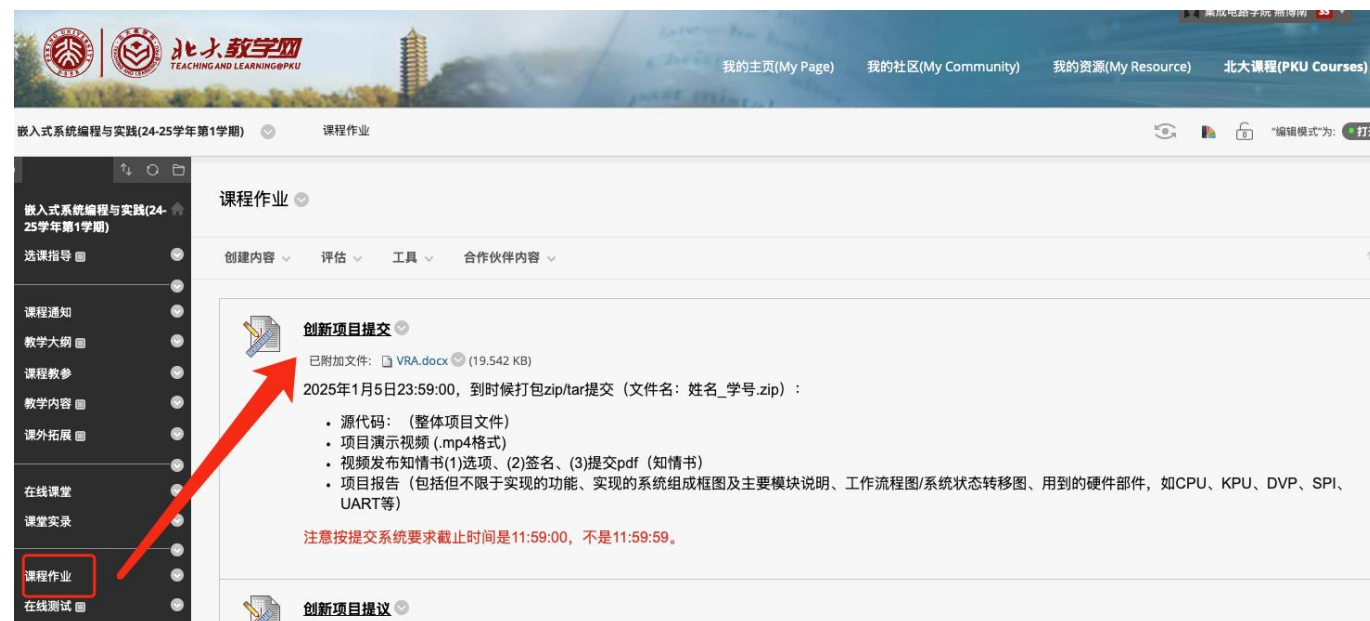 集成电路学院 熊博南 35
北大教学网
TEACHING AND LEARNING@PKU
我的主页(My Page) 我的社区(My Community) 我的资源(My Resource) 北大课程(PKU Courses)
嵌入式系统编程与实践(24-25学年第1学期) 课程作业
"编辑模式"为:
嵌入式系统编程与实践(24-
25学年第1学期)
选课指导
课程通知
教学大纲
课程教参
教学内容
课外拓展
在线课堂
课堂实录
课程作业
在线测试
课程作业
创建内容 评估 工具 合作伙伴内容
创新项目提交
已附加文件: VRA.docx (19.542 KB)
2025年1月5日23:59:00，到时候打包zip/tar提交（文件名：姓名_学号.zip）:
• 源代码：（整体项目文件）
• 项目演示视频 (.mp4格式)
• 视频发布知情书(1)选项、(2)签名、(3)提交pdf（知情书）
• 项目报告（包括但不限于实现的功能、实现的系统组成框图及主要模块说明、工作流程图/系统状态转移图、用到的硬件部件，如CPU、KPU、DVP、SPI、
UART等）
注意按提交系统要求截止时间是11:59:00，不是11:59:59。
创新项目提议